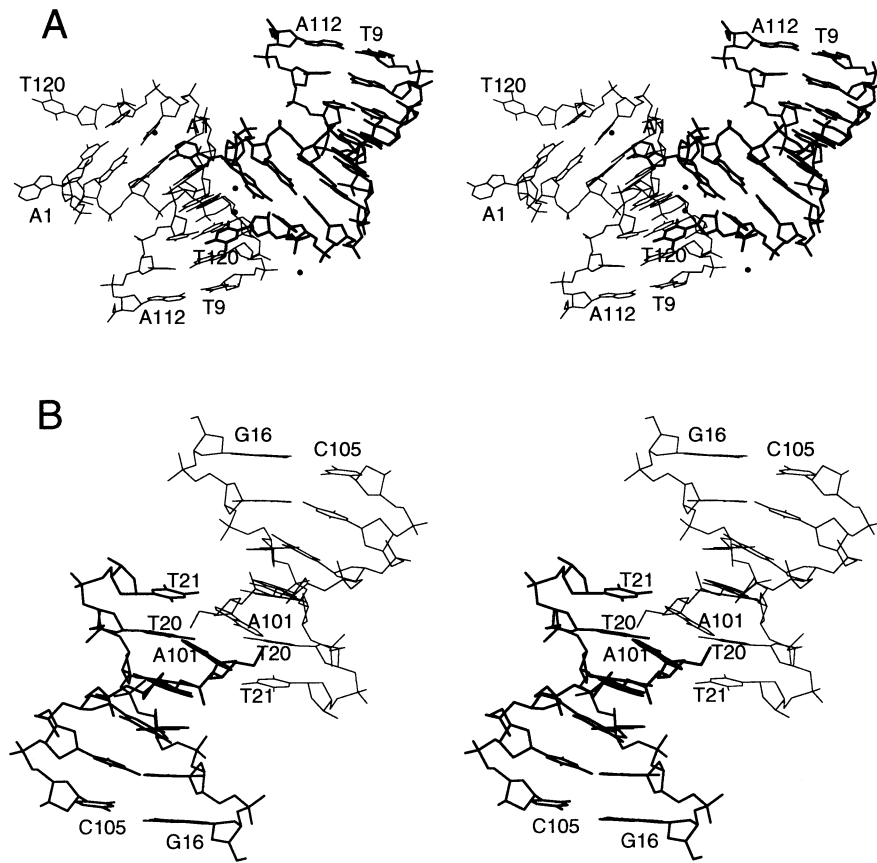 A
A112 T9 A112 T9
T120 T120
A1
A1 A1
T120 T120
A112 T9 A112 T9
B
G16 C105 G16 C105
T21 T21
T20 A101 T20 A101
A101 T20 A101 T20
T21 T21
C105 G16 C105 G16